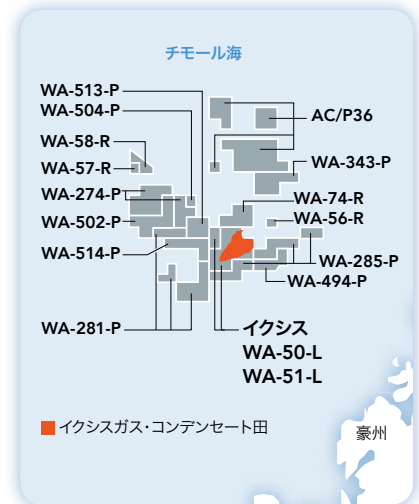 チモール海
WA-513-P
WA-504-P
WA-58-R
WA-57-R
WA-274-P
WA-502-P
WA-514-P
WA-281-P
AC/P36
WA-343-P
WA-74-R
WA-56-R
WA-285-P
WA-494-P
イクシス
WA-50-L
WA-51-L
イクシスガス・コンデンセート田
豪州